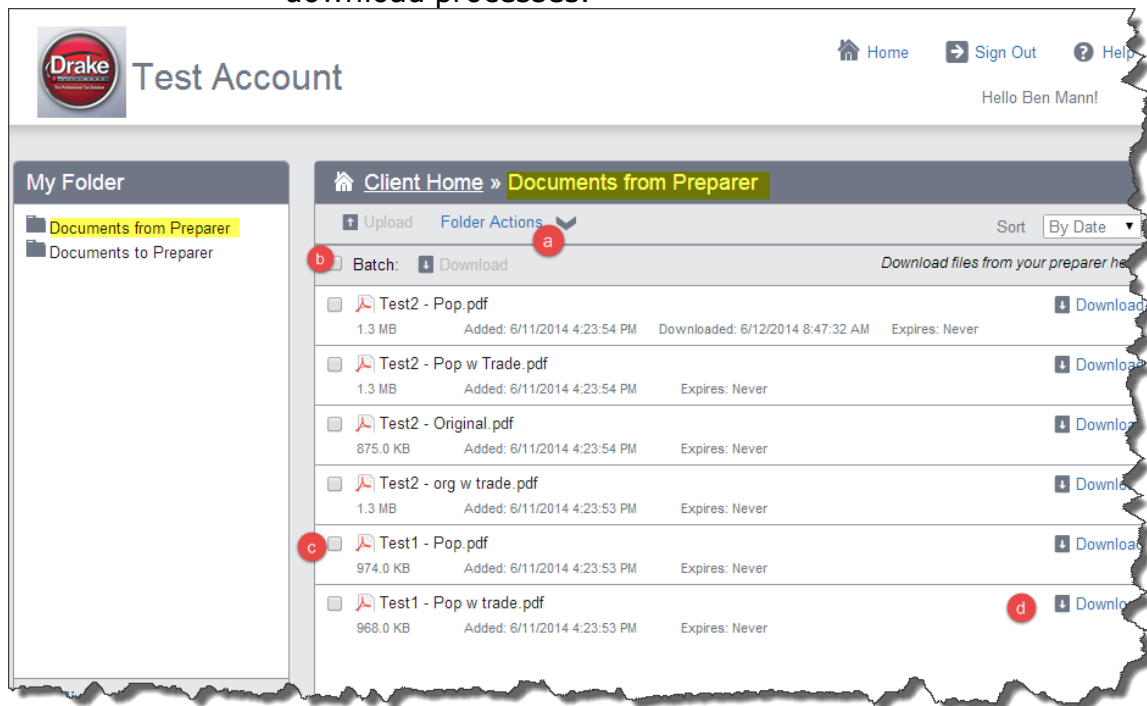 download processes.
Drake
Test Account
Home Sign Out Help
Hello Ben Mann!
My Folder
Documents from Preparer
Documents to Preparer
Client Home » Documents from Preparer
Upload Folder Actions
a
Sort By Date
b
Batch: Download
Download files from your preparer
Test2 - Pop.pdf
Download
1.3 MB Added: 6/11/2014 4:23:54 PM Downloaded: 6/12/2014 8:47:32 AM Expires: Never
Test2 - Pop w Trade.pdf
1.3 MB Added: 6/11/2014 4:23:54 PM Expires: Never
Test2 - Original.pdf
875.0 KB Added: 6/11/2014 4:23:54 PM Expires: Never
Test2 - org w trade.pdf
1.3 MB Added: 6/11/2014 4:23:53 PM Expires: Never
c
Test1 - Pop.pdf
974.0 KB Added: 6/11/2014 4:23:53 PM Expires: Never
Test1 - Pop w trade.pdf
d
968.0 KB Added: 6/11/2014 4:23:53 PM Expires: Never